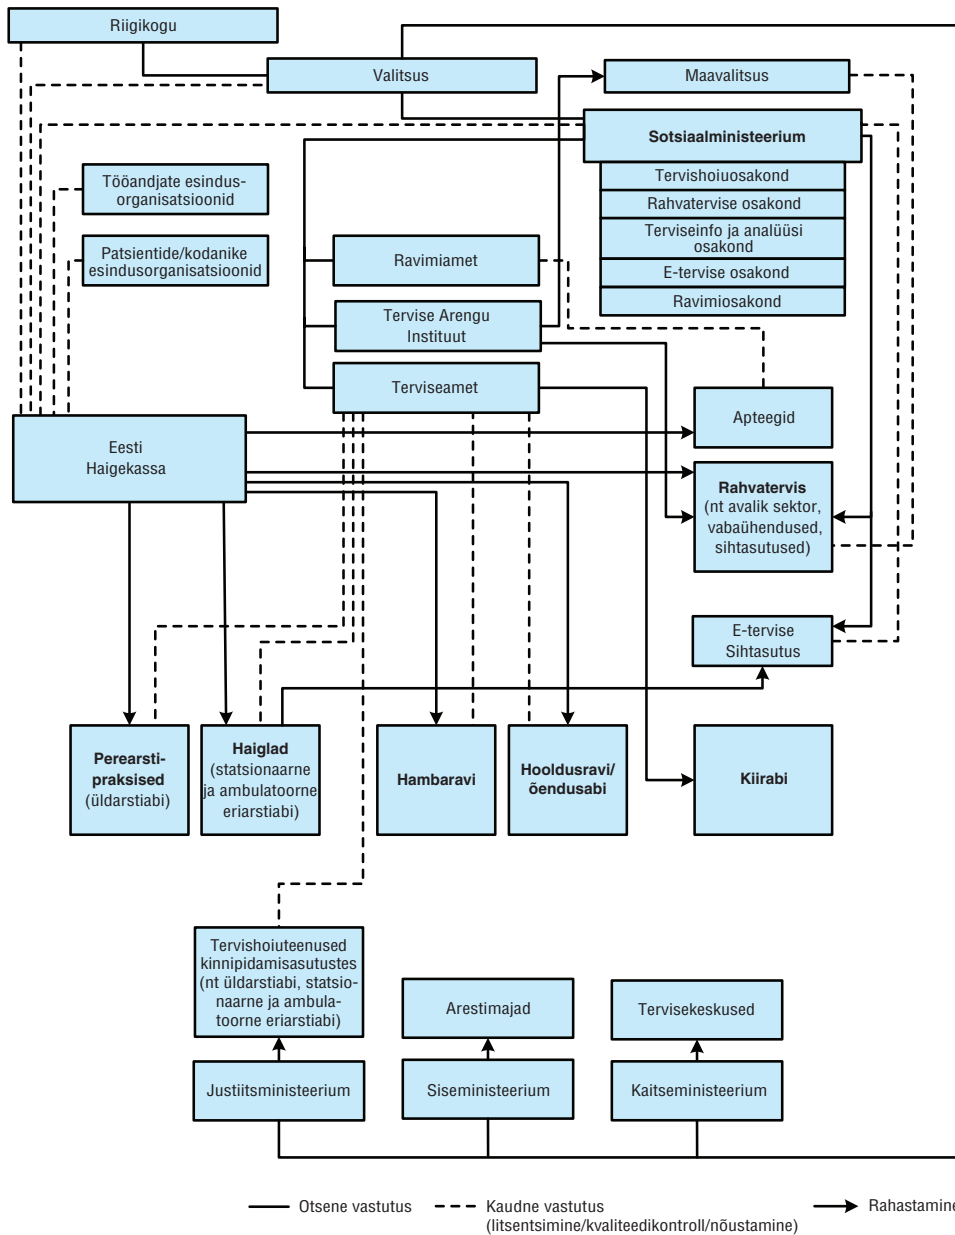 Riigikogu
Valitsus
Maavalitsus
Sotsiaalministeerium
Tervishoiuosakond
Rahvatervise osakond
Terviseinfo ja analüüsi
osakond
E-tervise osakond
Ravimiosakond
Tööandjate esindus-
organisatsioonid
Patsientide/kodanike
esindusorganisatsioonid
Ravimiamet
Tervise Arengu
Instituut
Terviseamet
Eesti
Haigekassa
Apteegid
Rahvatervis
(nt avalik sektor,
vabaühendused,
sihtasutused)
E-tervise
Sihtasutus
Perearsti-
praksised
(üldarstiabi)
Haiglad
(statsionaarne
ja ambulatoorne
eriarstiabi)
Hambaravi
Hooldusravi/
õendusabi
Kiirabi
Tervishoiuteenused
kinnipidamisasutustes
(nt üldarstiabi, statsio-
naarne ja ambula-
toorne eriarstiabi)
Arestimajad
Tervisekeskused
Justiitsministeerium
Siseministeerium
Kaitseministeerium
Otsene vastutus
Kaudne vastutus
(litsentsimine/kvaliteedikontroll/nõustamine)
Rahastamine